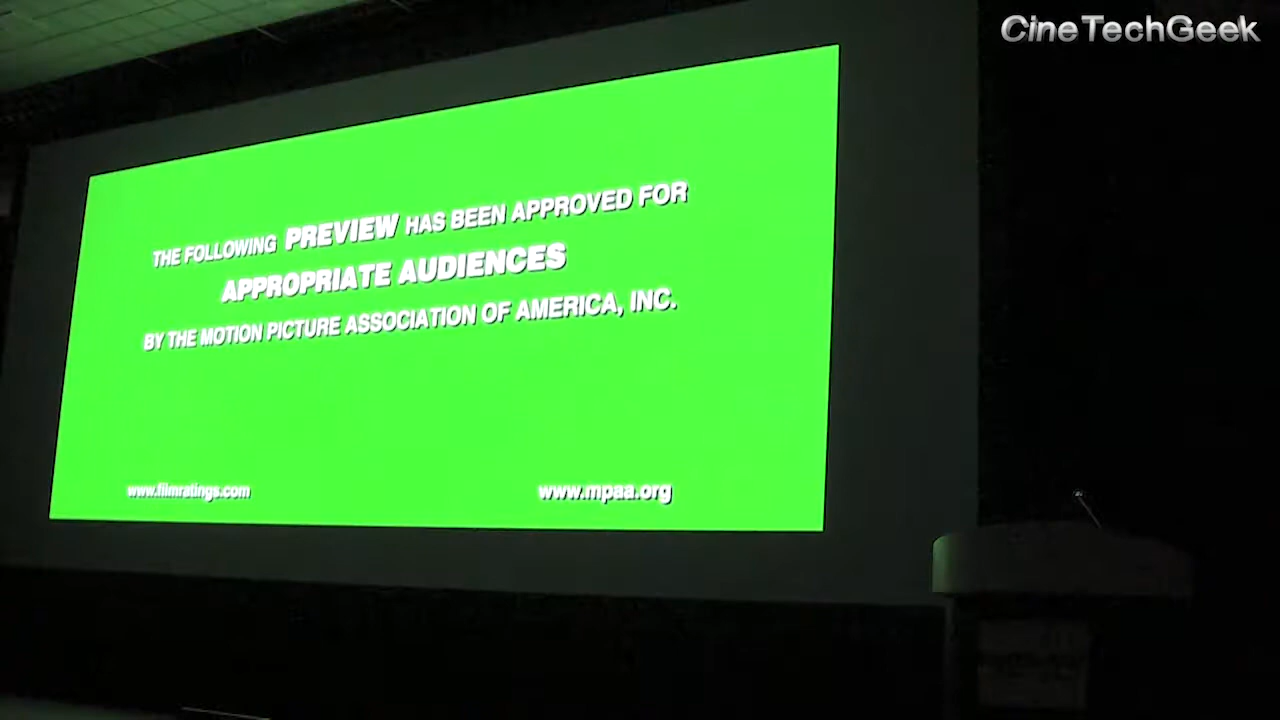 CineTechGeek
THE FOLLOWING PREVIEW HAS BEEN APPROVED FOR
APPROPRIATE AUDIENCES
BY THE MOTION PICTURE ASSOCIATION OF AMERICA, INC.
www.filmratings.com
www.mpaa.org